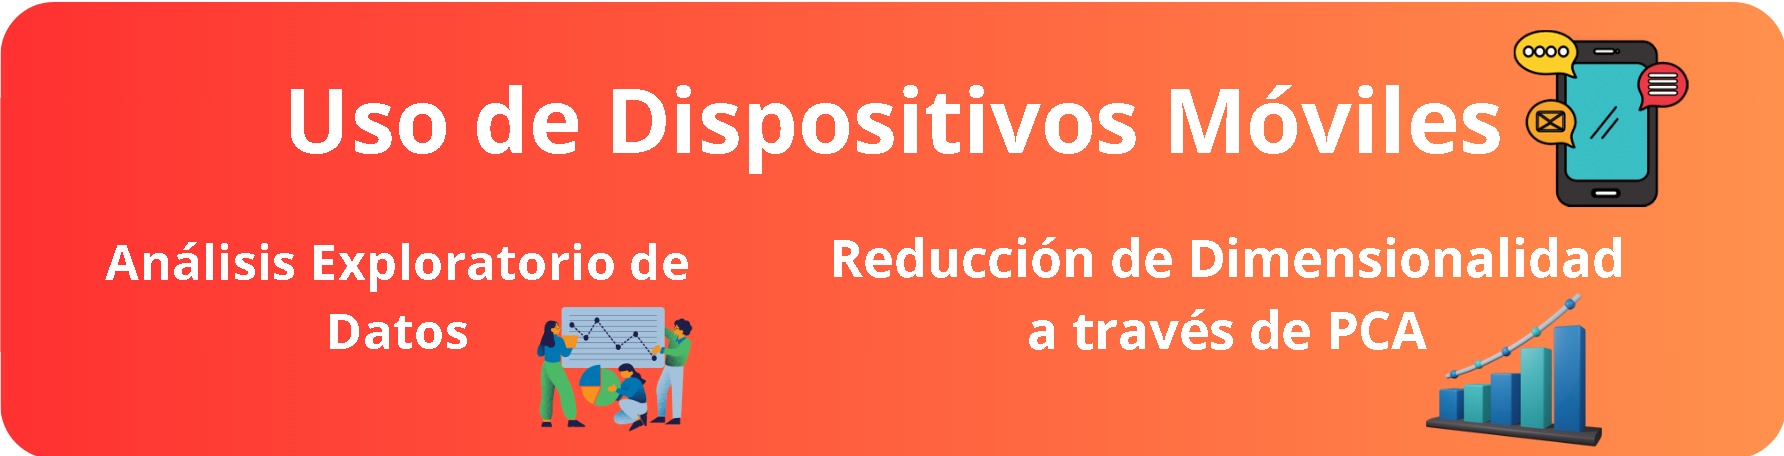 Uso de Dispositivos Móviles
Análisis Exploratorio de
Datos
Reducción de Dimensionalidad
a través de PCA